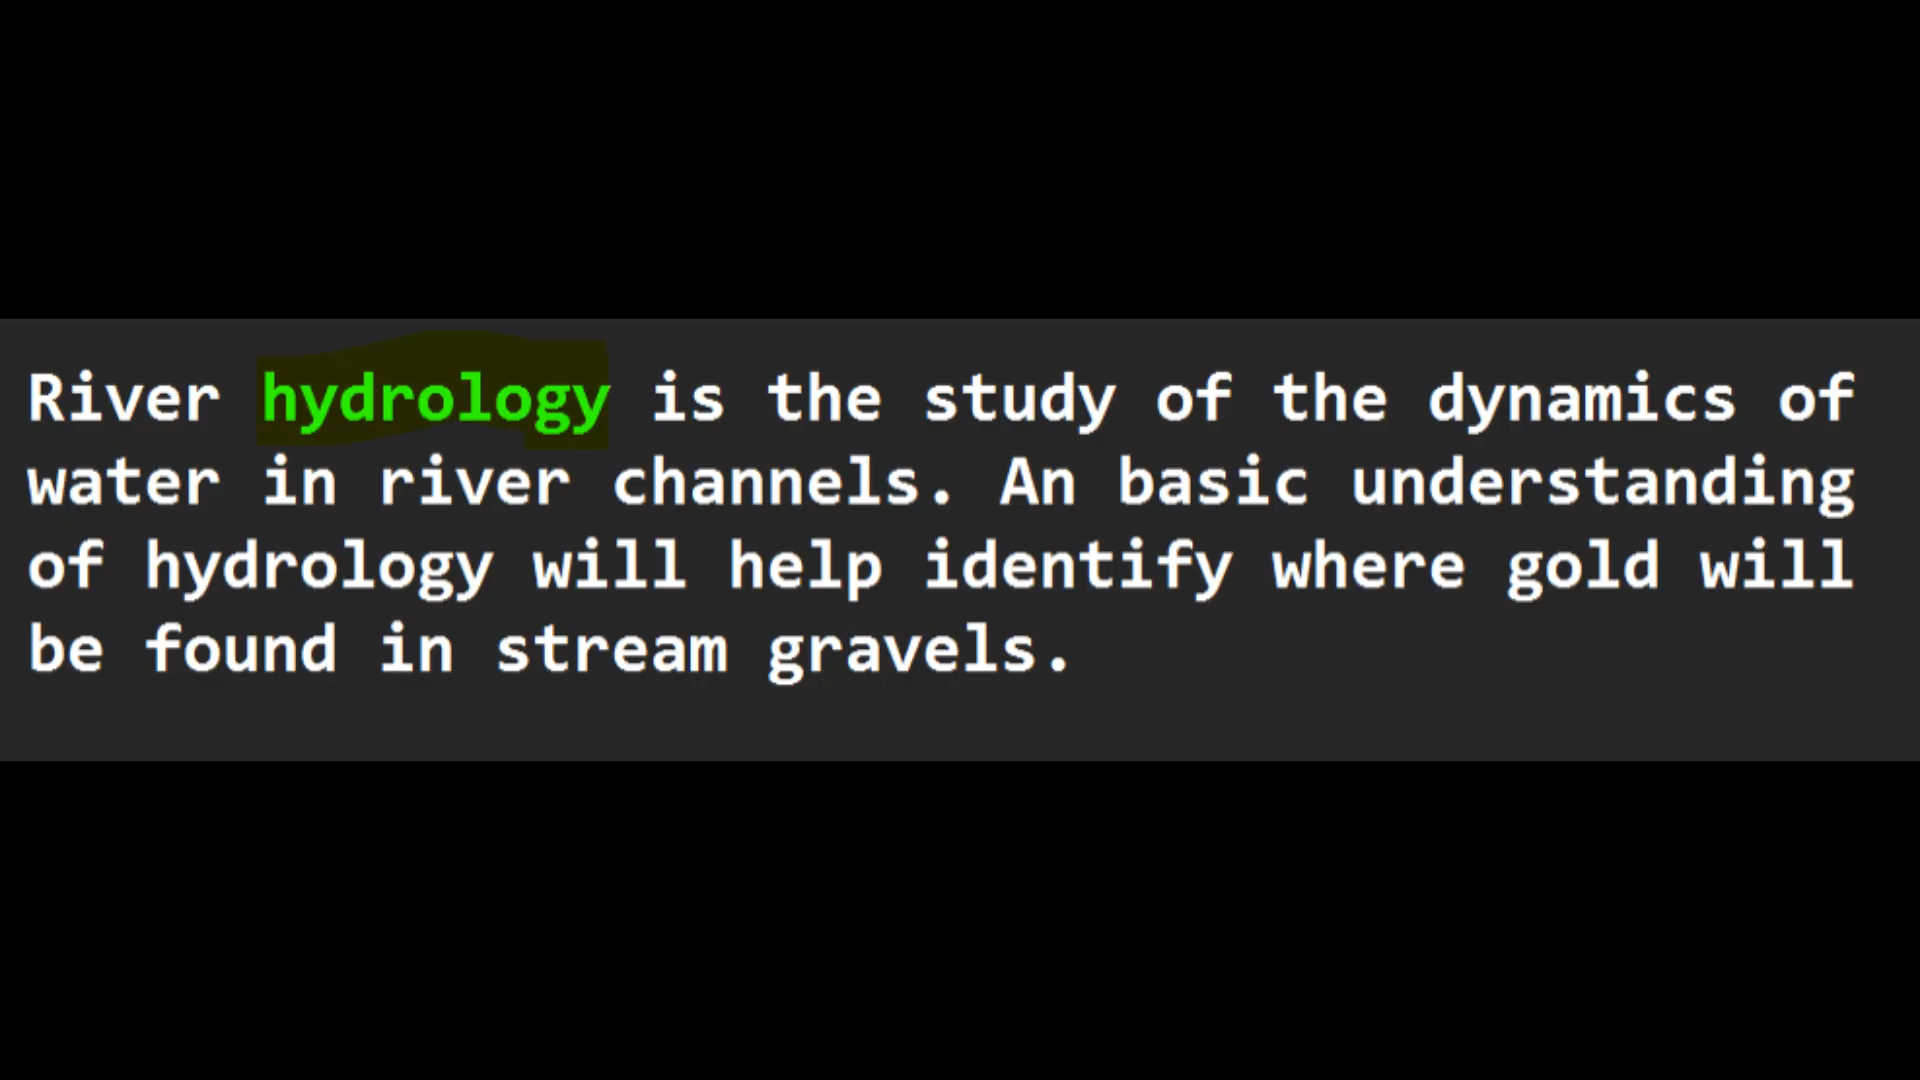 River hydrology is the study of the dynamics of
water in river channels. An basic understanding
of hydrology will help identify where gold will
be found in stream gravels.